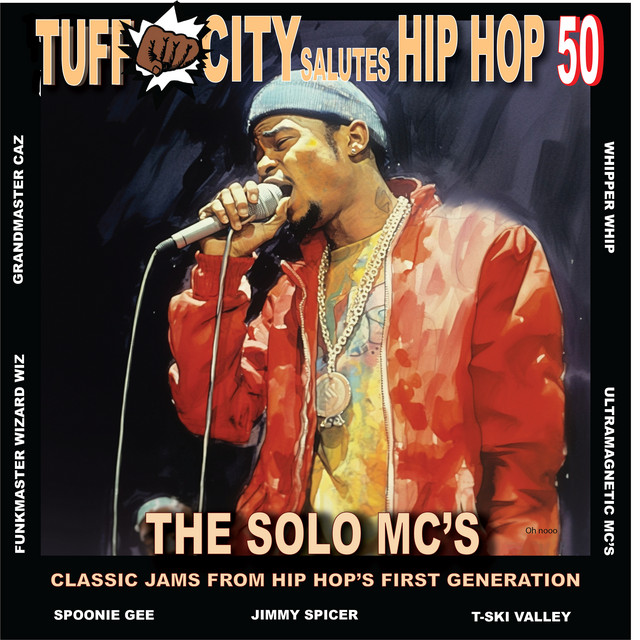 TUFF CITY SALUTES HIP HOP 50
GRANDMASTER CAZ
FUNKMASTER WIZARD WIZ
WHIPPER WHIP
ULTRAMAGNETIC MC'S
Oh nooo
THE SOLO MC'S
CLASSIC JAMS FROM HIP HOP'S FIRST GENERATION
SPOONIE GEE
JIMMY SPICER
T-SKI VALLEY